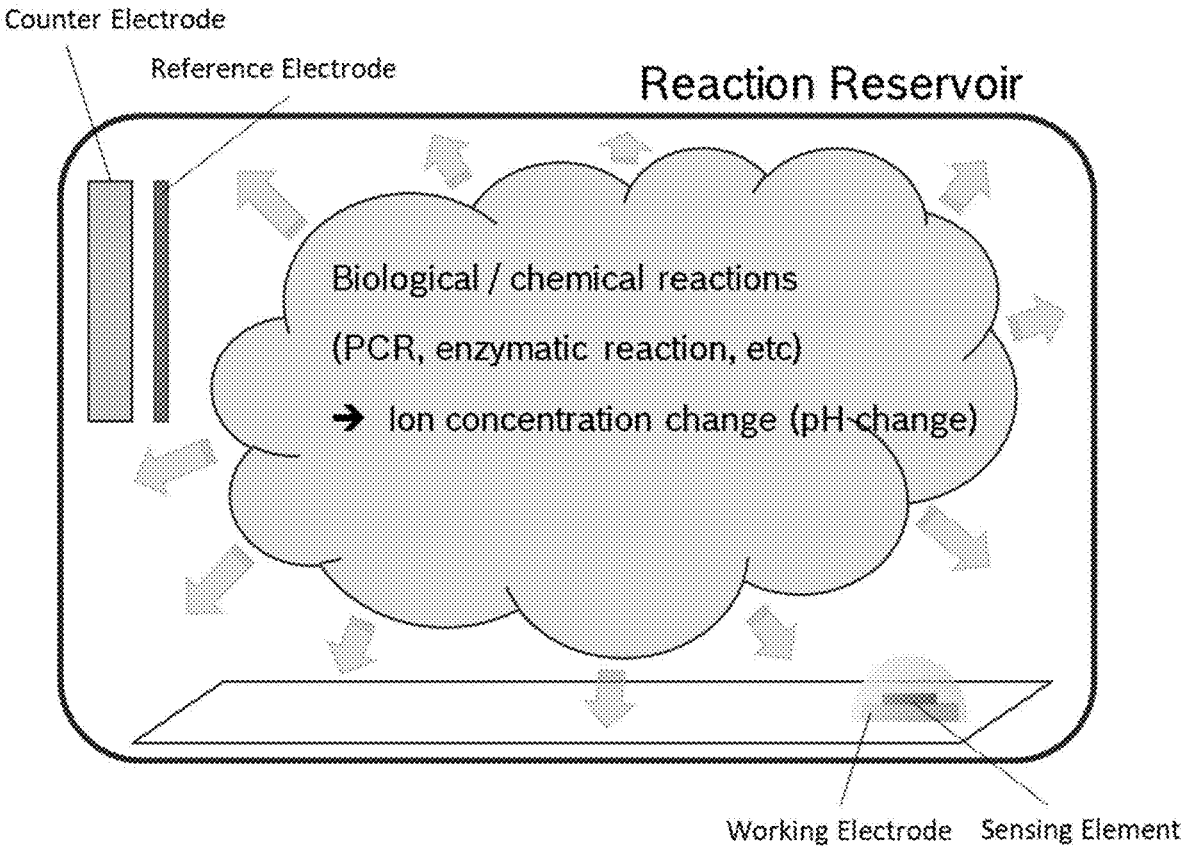 Counter Electrode
Reference Electrode
Reaction Reservoir
Biological / chemical reactions
(PCR, enzymatic reaction, etc)
➔ Ion concentration change (pH change)
Working Electrode
Sensing Element